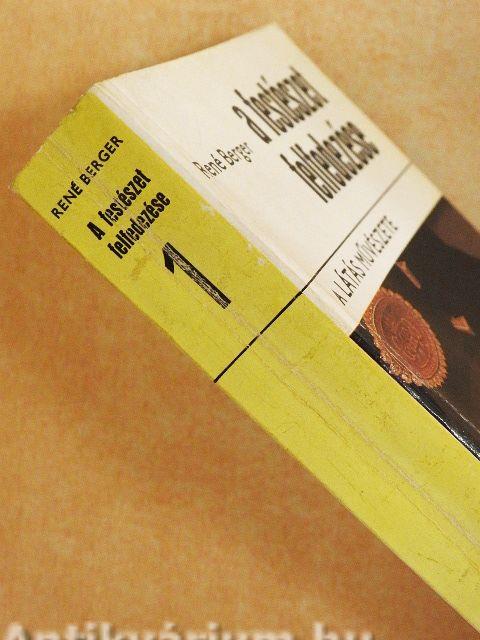 RENÉ BERGER
A festészet
felfedezése
1
René Berger
a festészet
felfedezése
A LÁTÁS MŰVÉSZETE
Antikvárium.hu